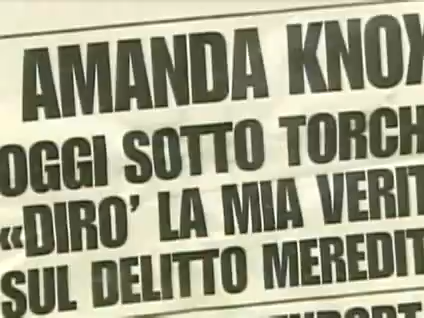 AMANDA KNOX
OGGI SOTTO TORCH
«DIRO' LA MIA VERIT
SUL DELITTO MEREDIT